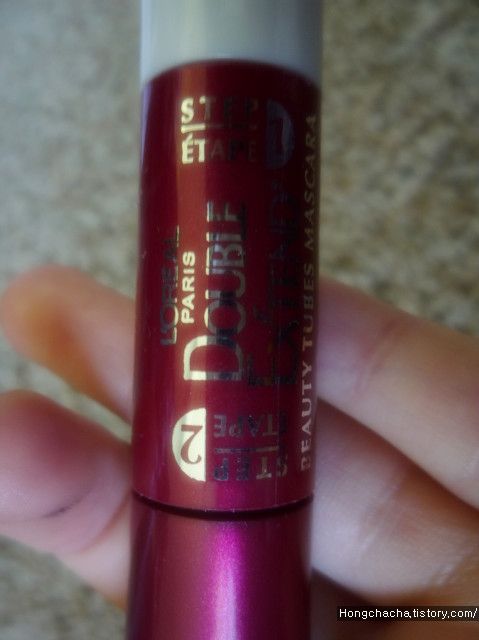 STEP
ÉTAPE
1
L'ORÉAL
PARIS
DOUBLE
EXTEND
BEAUTY TUBES MASCARA
STEP
ÉTAPE
2
Hongchacha.tistory.com/